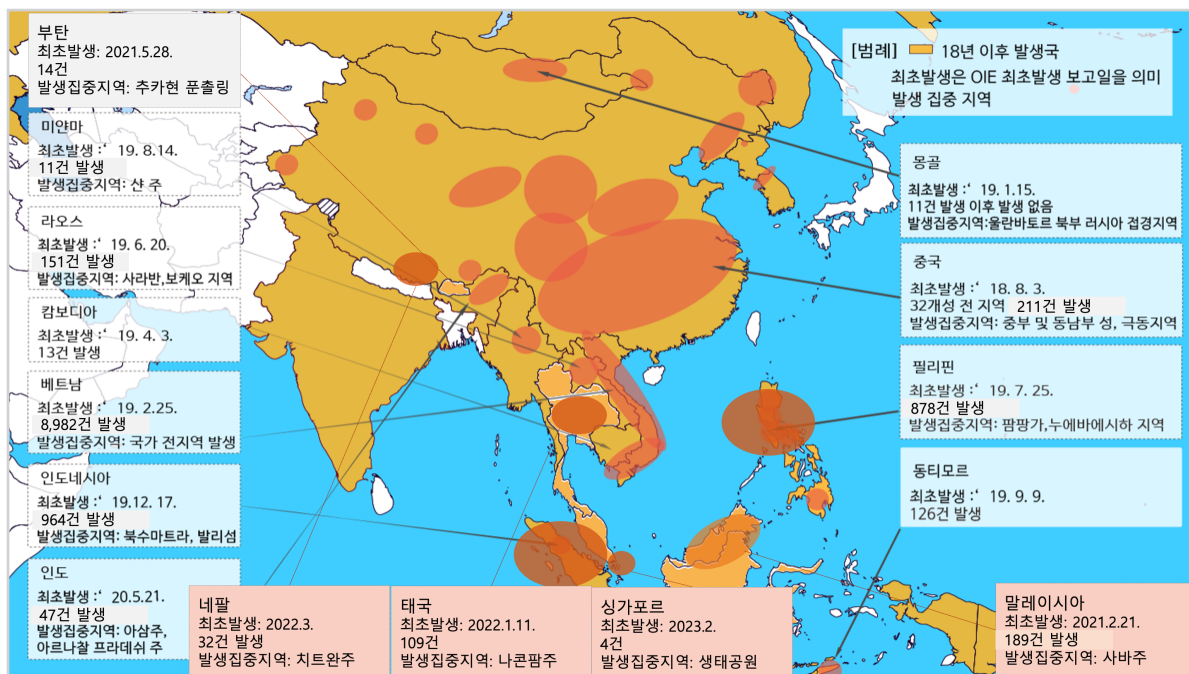 부탄
최초발생: 2021.5.28.
14건
발생집중지역: 추카현 푼촐링
미얀마
최초발생 :‘ 19. 8.14.
11건 발생
발생집중지역: 샨 주
라오스
최초발생 :‘ 19. 6. 20.
151건 발생
발생집중지역: 사라반,보케오 지역
캄보디아
최초발생 :‘ 19. 4. 3.
13건 발생
베트남
최초발생 :‘ 19. 2.25.
8,982건 발생
발생집중지역: 국가 전지역 발생
인도네시아
최초발생 :‘ 19.12. 17.
964건 발생
발생집중지역: 북수마트라, 발리섬
인도
최초발생 :‘ 20.5.21.
47건 발생
발생집중지역: 아삼주,
아르나찰 프라데쉬 주
네팔
최초발생: 2022.3.
32건 발생
발생집중지역: 치트완주
태국
최초발생: 2022.1.11.
109건
발생집중지역: 나콘팜주
싱가포르
최초발생: 2023.2.
4건
발생집중지역: 생태공원
말레이시아
최초발생: 2021.2.21.
189건 발생
발생집중지역: 사바주
[범례] 18년 이후 발생국
최초발생은 OIE 최초발생 보고일을 의미
발생 집중 지역
몽골
최초발생 :‘ 19. 1.15.
11건 발생 이후 발생 없음
발생집중지역:울란바토르 북부 러시아 접경지역
중국
최초발생 :‘ 18. 8. 3.
32개성 전 지역 211건 발생
발생집중지역: 중부 및 동남부 성, 극동지역
필리핀
최초발생 :‘ 19. 7. 25.
878건 발생
발생집중지역: 팜팡가,누에바에시하 지역
동티모르
최초발생 :‘ 19. 9. 9.
126건 발생